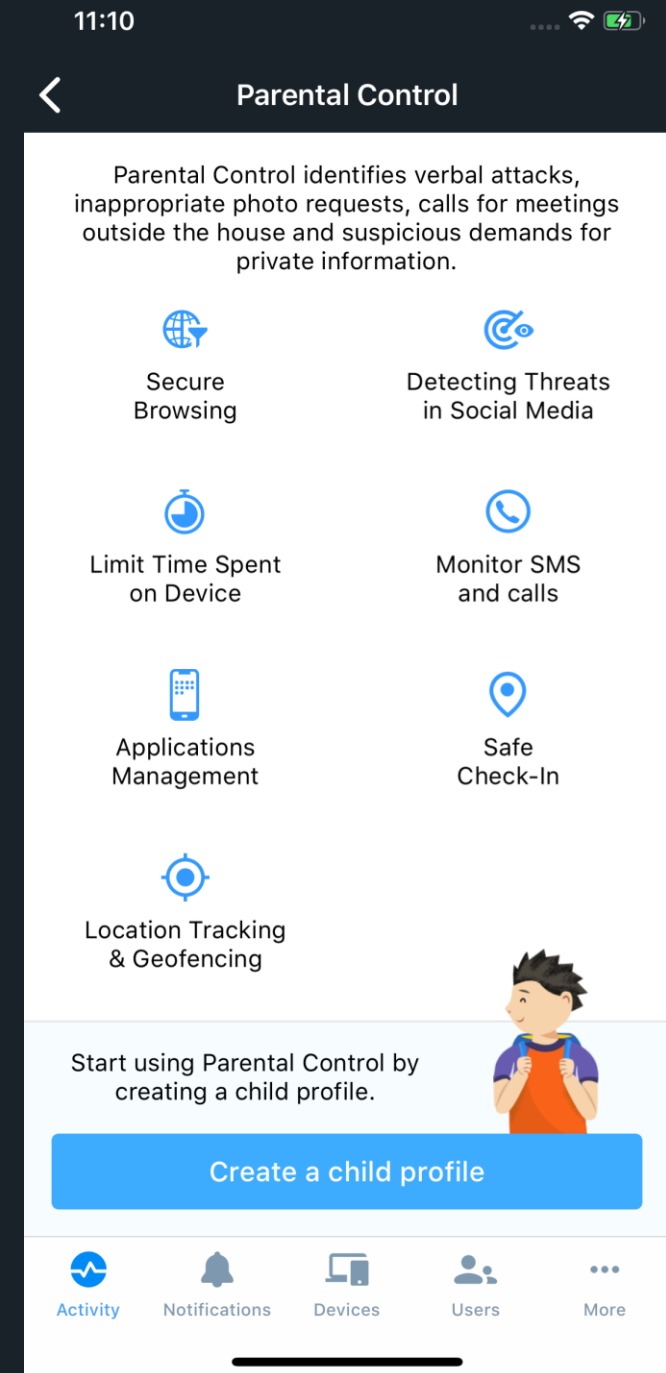 11:10
Parental Control
Parental Control identifies verbal attacks,
inappropriate photo requests, calls for meetings
outside the house and suspicious demands for
private information.
Secure
Browsing
Detecting Threats
in Social Media
Limit Time Spent
on Device
Monitor SMS
and calls
Applications
Management
Safe
Check-In
Location Tracking
& Geofencing
Start using Parental Control by
creating a child profile.
Create a child profile
Activity
Notifications
Devices
Users
More